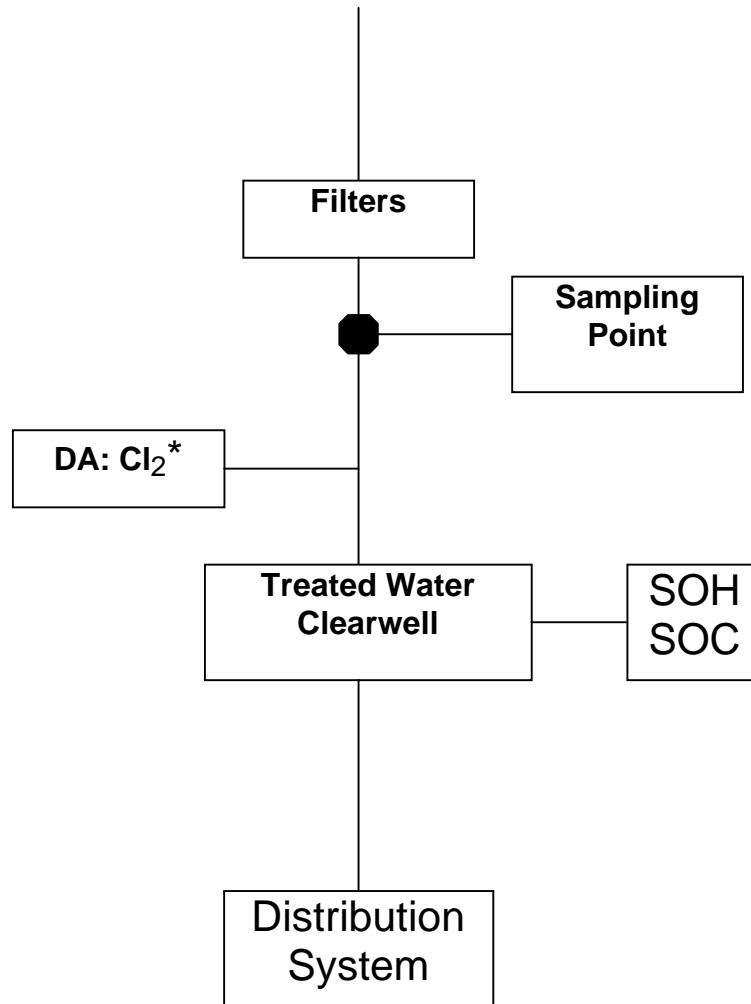 Filters
Sampling
Point
DA: Cl₂*
Treated Water
Clearwell
SOH
SOC
Distribution
System